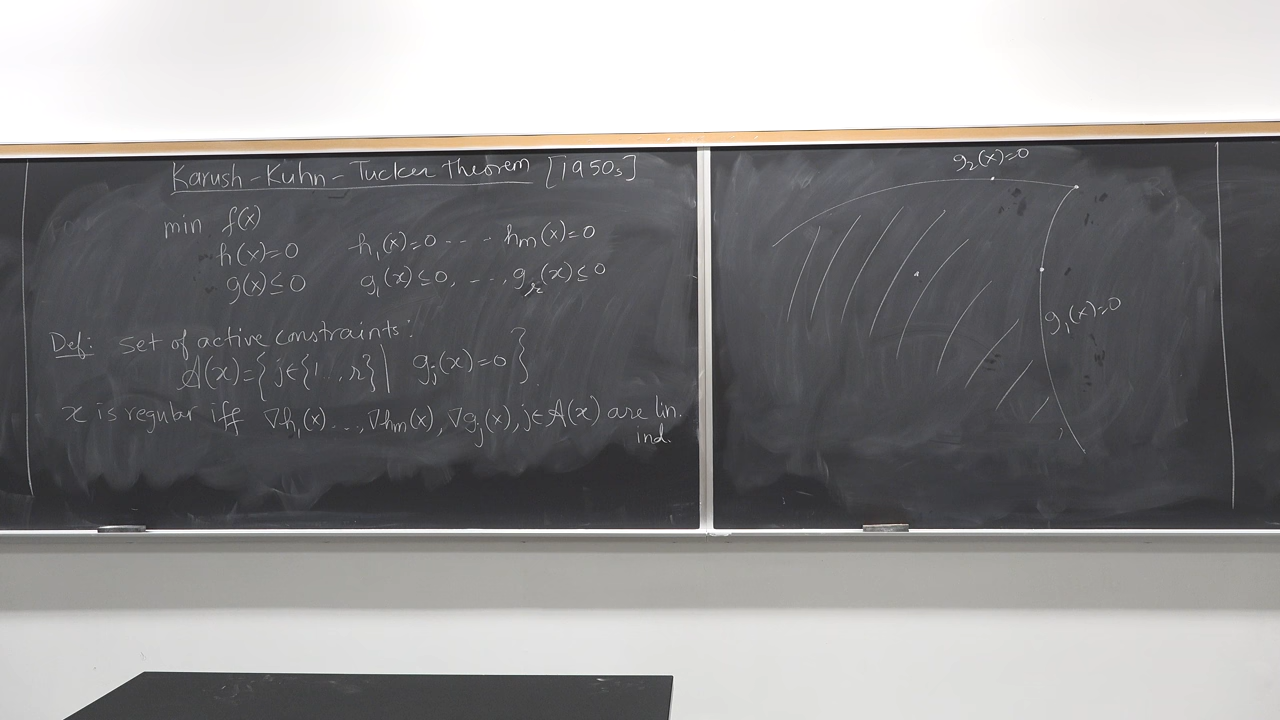 Karush-Kuhn-Tucker theorem [1950s]
min f(x)
h(x)=0 h₁(x)=0 ... hₘ(x)=0
g(x)≤0 g₁(x)≤0, ..., gᵣ(x)≤0
Def: set of active constraints:
A(x)={j∈{1...,r}| gⱼ(x)=0}.
x is regular iff ∇h₁(x)...,∇hₘ(x),∇gⱼ(x),j∈A(x) are lin.
ind.
g₂(x)=0
g₁(x)=0